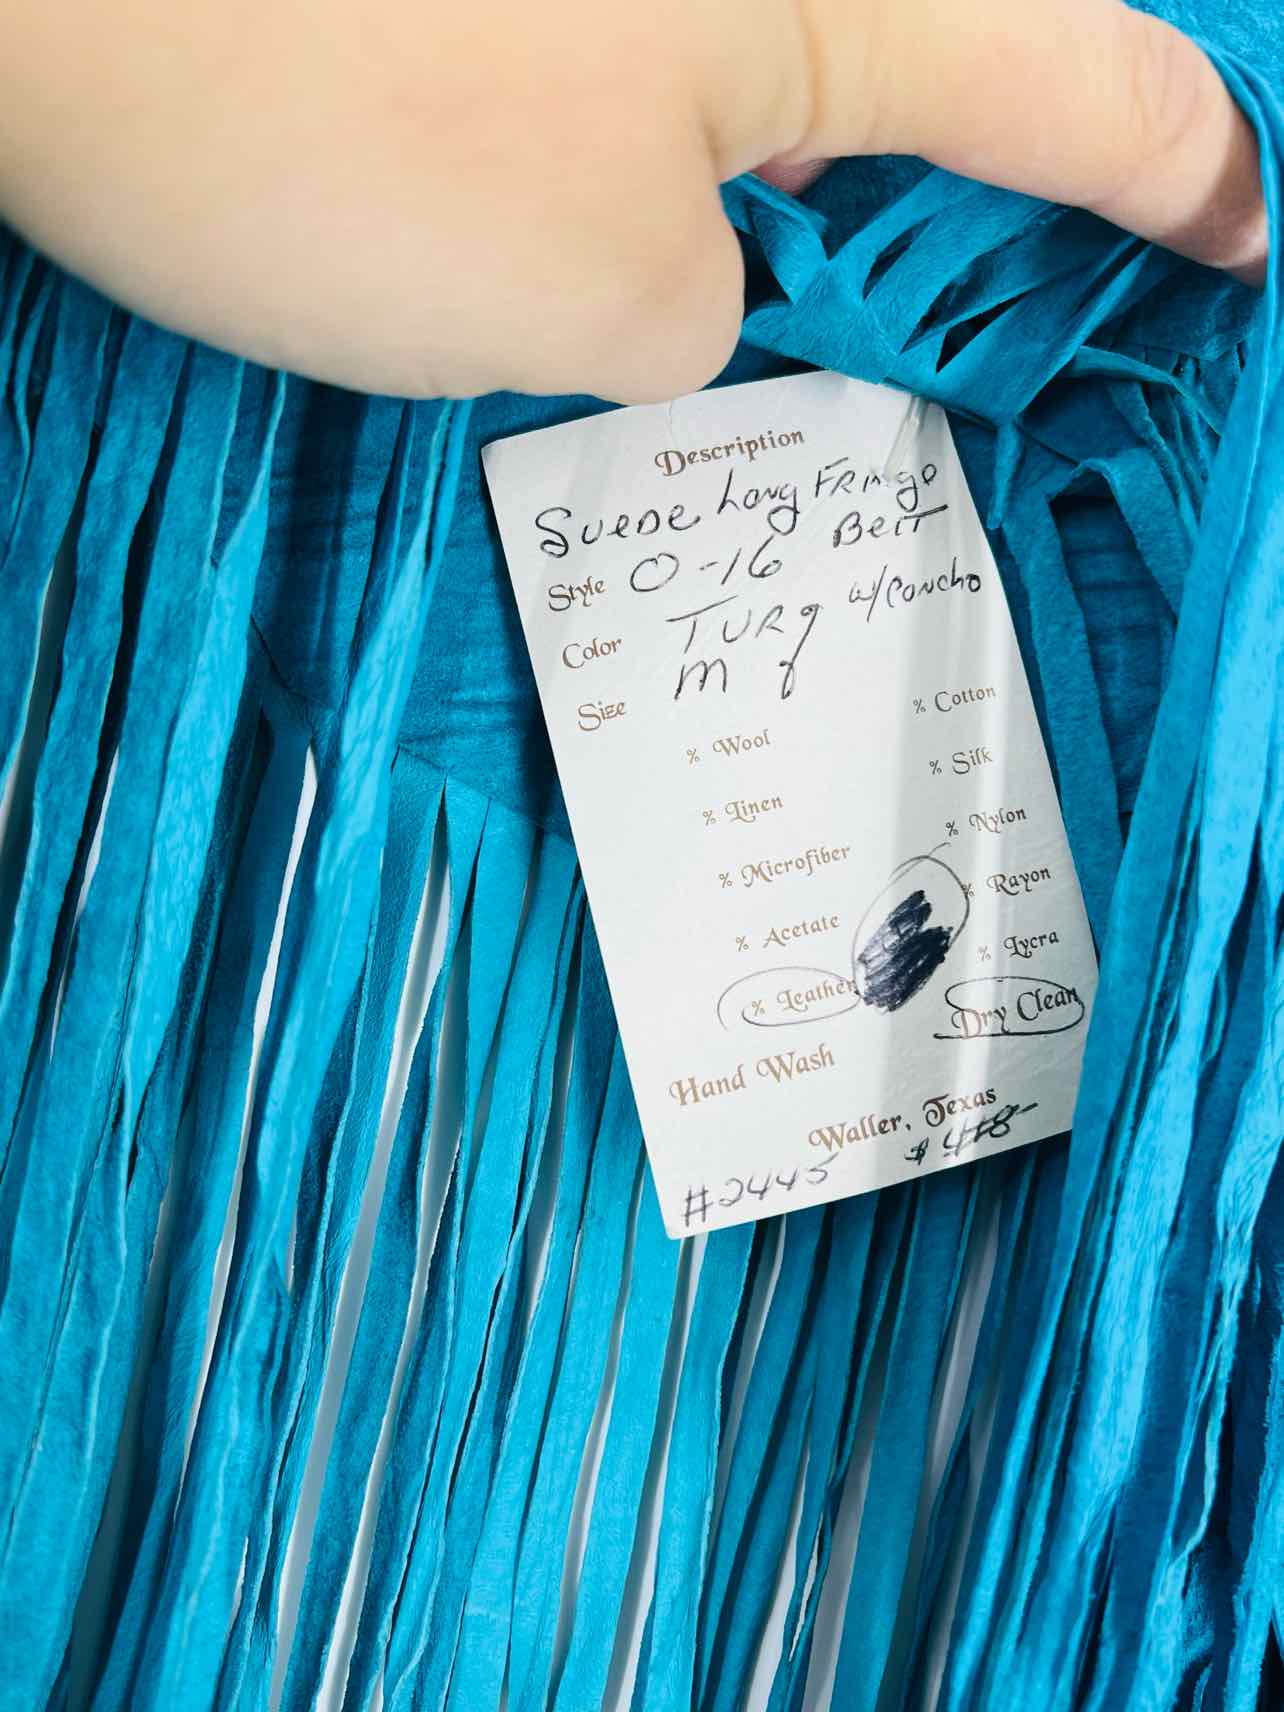 Description
Suede Long Fringe
Belt
Style O-16
w/Concho
Color Turq
Size M
% Wool % Cotton
% Linen % Silk
% Microfiber % Nylon
% Acetate % Rayon
% Leather % Lycra
Hand Wash Dry Clean
Waller, Texas
#2445 $ 418-